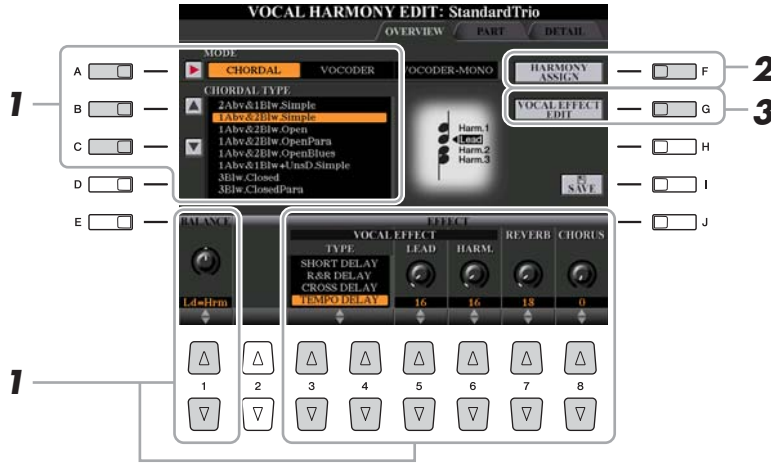 VOCAL HARMONY EDIT: StandardTrio
OVERVIEW PART DETAIL
MODE
CHORDAL VOCODER VOCODER-MONO
HARMONY ASSIGN
CHORDAL TYPE
2Abv&1Blw.Simple
1Abv&2Blw.Simple
1Abv&2Blw.Open
1Abv&2Blw.OpenPara
1Abv&2Blw.OpenBlues
1Abv&1Blw+UnsD.Simple
3Blw.Closed
3Blw.ClosedPara
Harm.1
Lead
Harm.2
Harm.3
VOCAL EFFECT EDIT
SAVE
A
B
C
D
E
F
G
H
I
J
1
2
3
BALANCE
EFFECT
VOCAL EFFECT
REVERB CHORUS
TYPE LEAD HARM.
SHORT DELAY
R&R DELAY
CROSS DELAY
TEMPO DELAY
Ld=Hrm
16 16 18 0
1
1 2 3 4 5 6 7 8